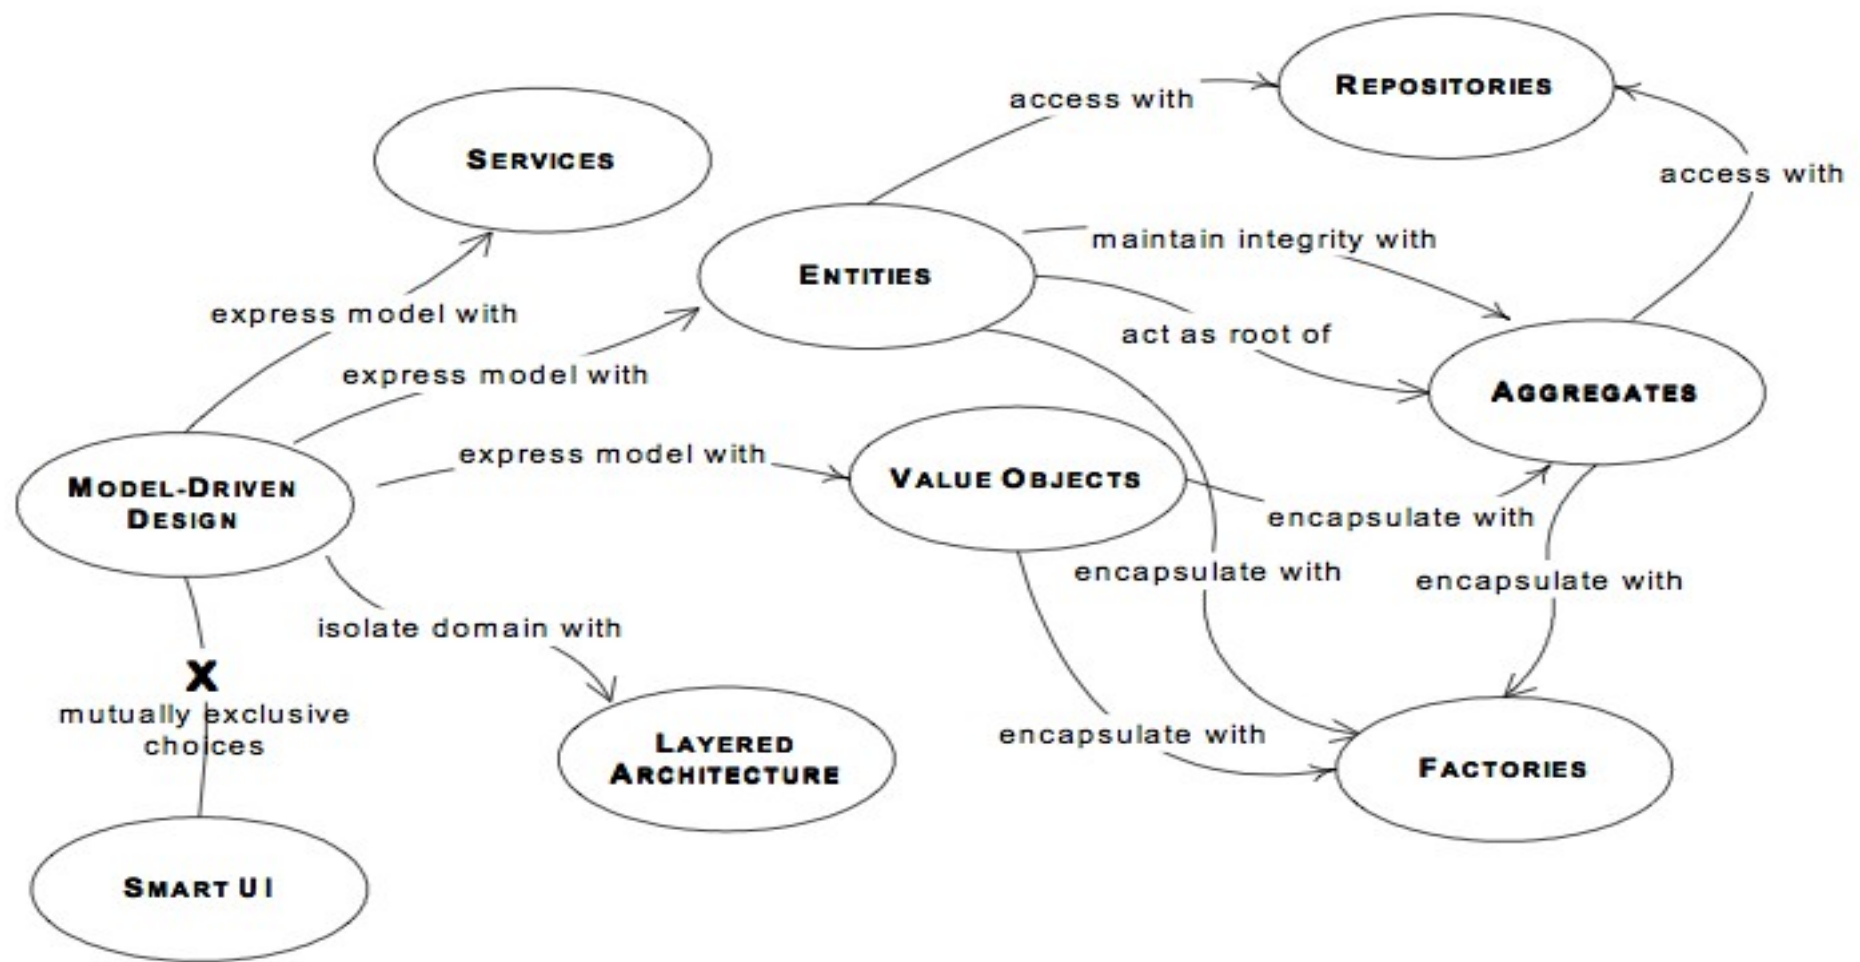 REPOSITORIES
access with
SERVICES
access with
maintain integrity with
ENTITIES
express model with
act as root of
express model with
AGGREGATES
express model with
VALUE OBJECTS
MODEL-DRIVEN
DESIGN
encapsulate with
encapsulate with
encapsulate with
isolate domain with
X
mutually exclusive
choices
encapsulate with
LAYERED
ARCHITECTURE
FACTORIES
SMART UI